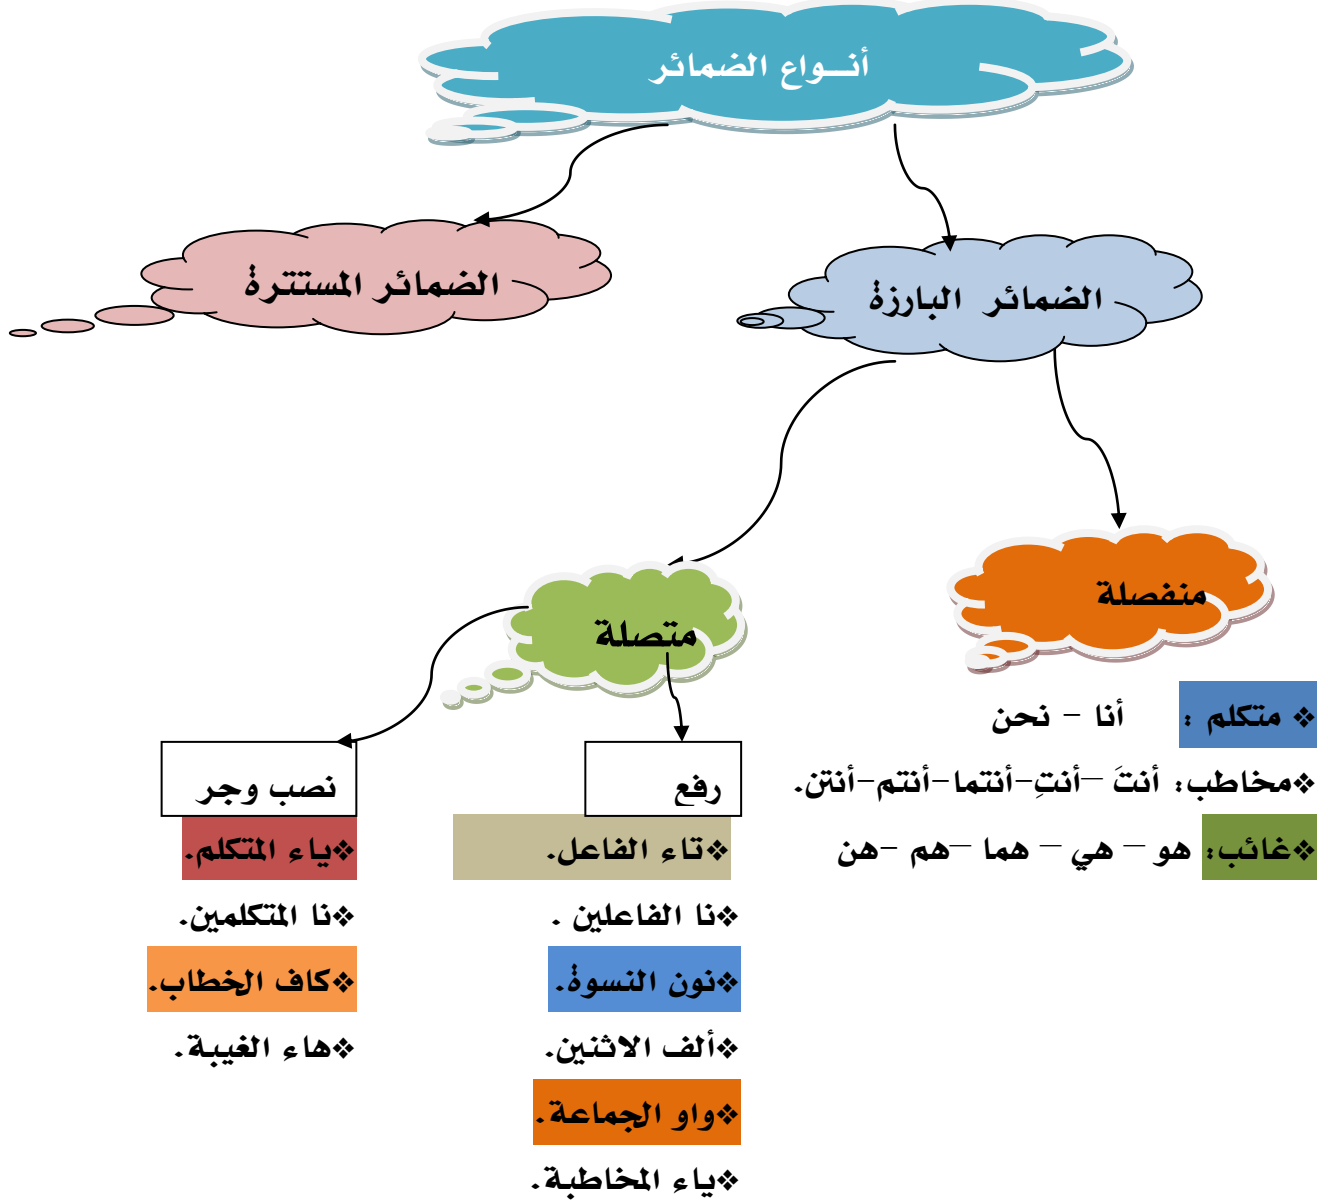 أنــواع الضمائر
الضمائر البارزة
الضمائر المستترة
منفصلة
❖ متكلم : أنا - نحن
❖مخاطب: أنتَ –أنتِ-أنتما-أنتم-أنتن.
❖غائب: هو – هي – هما –هم -هن
متصلة
رفع
❖تاء الفاعل.
❖نا الفاعلين .
❖نون النسوة.
❖ألف الاثنين.
❖واو الجماعة.
❖ياء المخاطبة.
نصب وجر
❖ياء المتكلم.
❖نا المتكلمين.
❖كاف الخطاب.
❖هاء الغيبة.